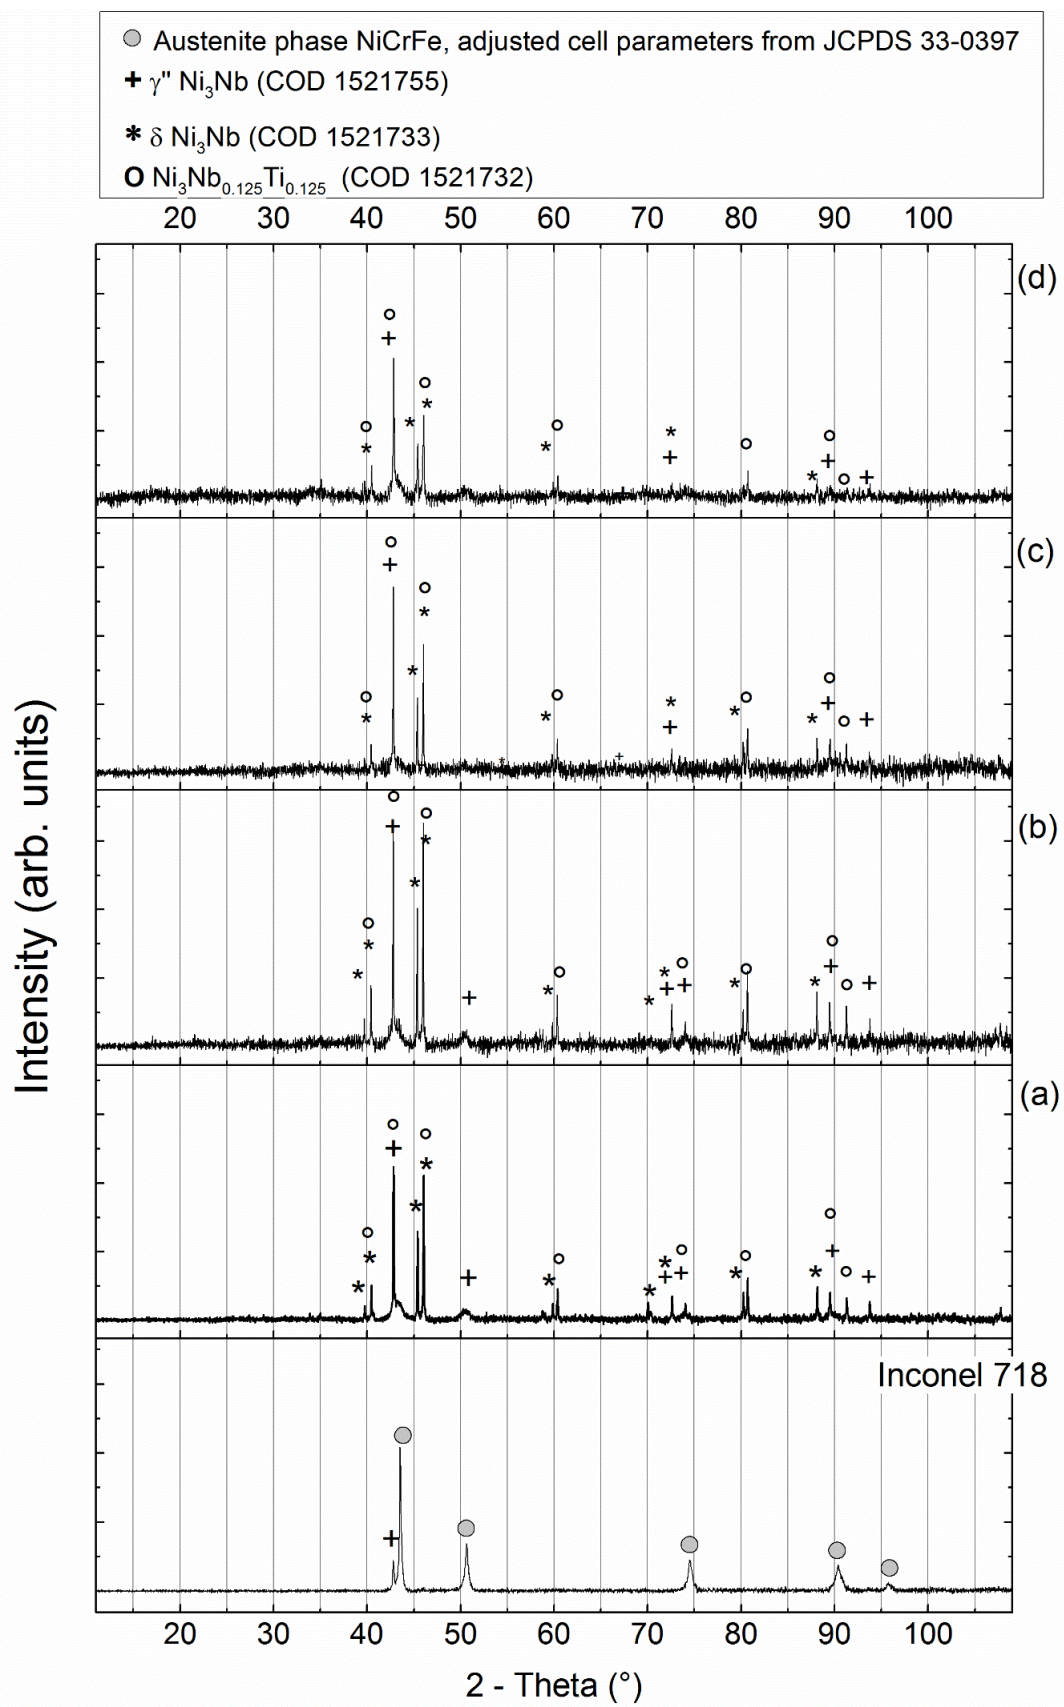 Austenite phase NiCrFe, adjusted cell parameters from JCPDS 33-0397
+ γ'' Ni₃Nb (COD 1521755)
* δ Ni₃Nb (COD 1521733)
o Ni₃Nb₀.₁₂₅Ti₀.₁₂₅ (COD 1521732)
20 30 40 50 60 70 80 90 100
(d)
(c)
(b)
(a)
Inconel 718
Intensity (arb. units)
20 30 40 50 60 70 80 90 100
2 - Theta (°)